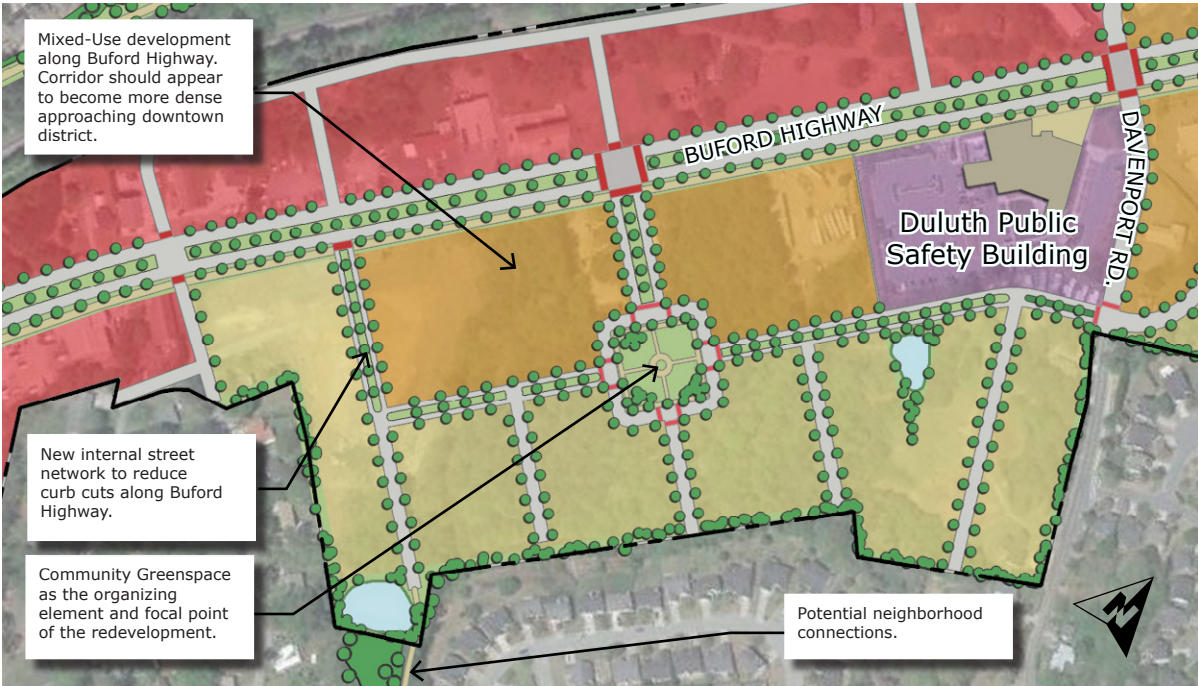 Mixed-Use development
along Buford Highway.
Corridor should appear
to become more dense
approaching downtown
district.
BUFORD HIGHWAY
DAVENPORT RD.
Duluth Public
Safety Building
New internal street
network to reduce
curb cuts along Buford
Highway.
Community Greenspace
as the organizing
element and focal point
of the redevelopment.
Potential neighborhood
connections.
N